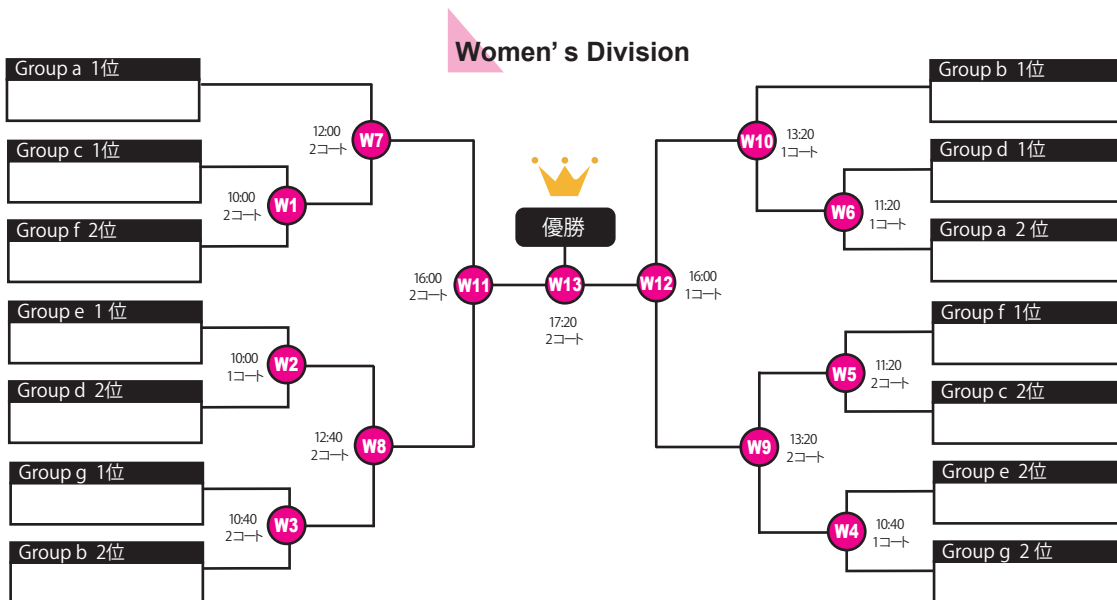 Women' s Division
Group a 1位
Group c 1位
Group f 2位
Group e 1位
Group d 2位
Group g 1位
Group b 2位
12:00
2コート
W7
10:00
2コート
W1
10:00
1コート
W2
12:40
2コート
W8
10:40
2コート
W3
16:00
2コート
W11
優勝
W13
17:20
2コート
W12
16:00
1コート
W10
13:20
1コート
W6
11:20
1コート
W5
11:20
2コート
W9
13:20
2コート
W4
10:40
1コート
Group b 1位
Group d 1位
Group a 2 位
Group f 1位
Group c 2位
Group e 2位
Group g 2 位